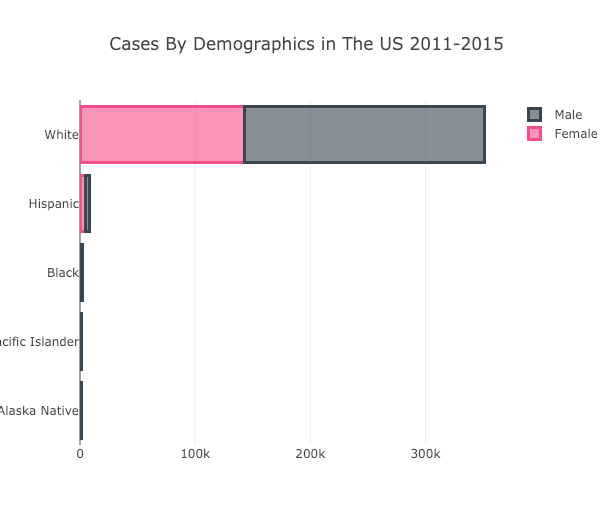 Cases By Demographics in The US 2011-2015
Male
Female
White
Hispanic
Black
Islander
Alaska Native
0 100k 200k 300k